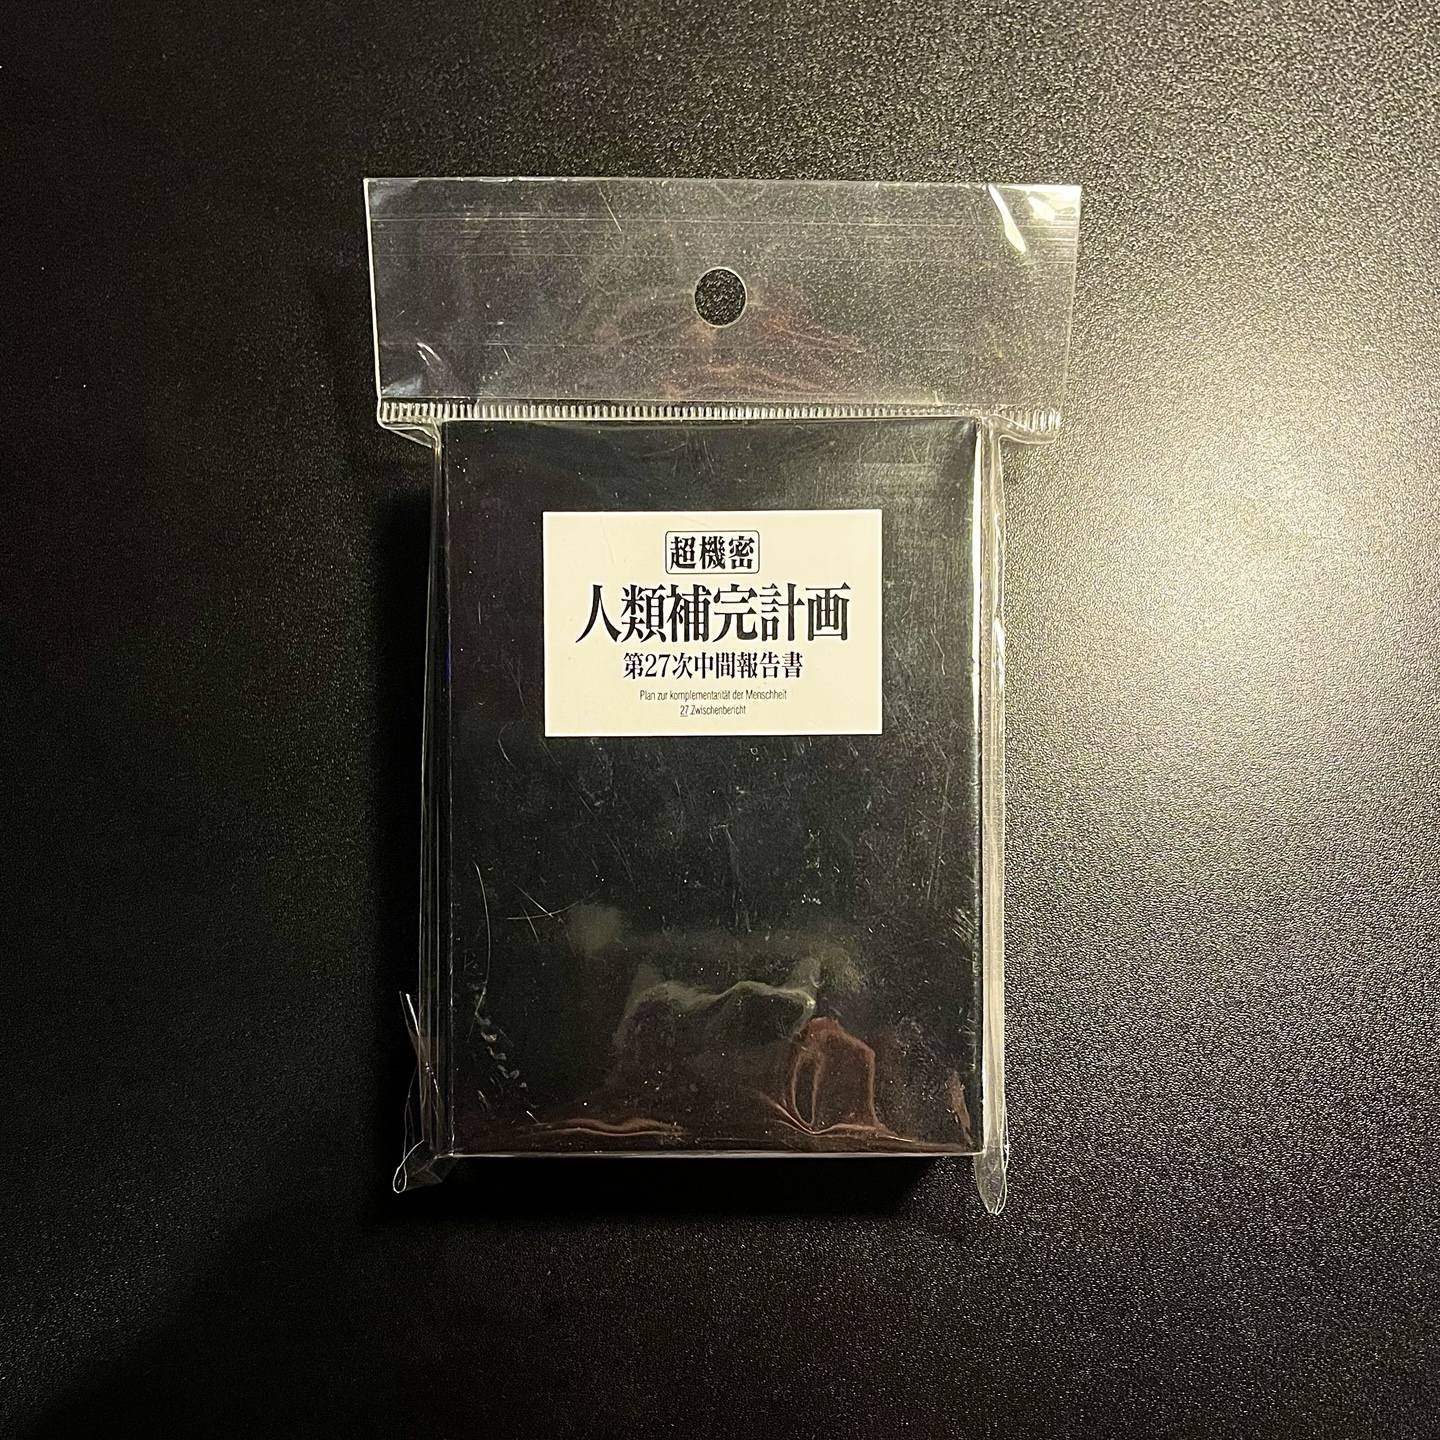 超機密
人類補完計画
第27次中間報告書
Plan zur komplementarität der Menschheit
27.Zwischenbericht